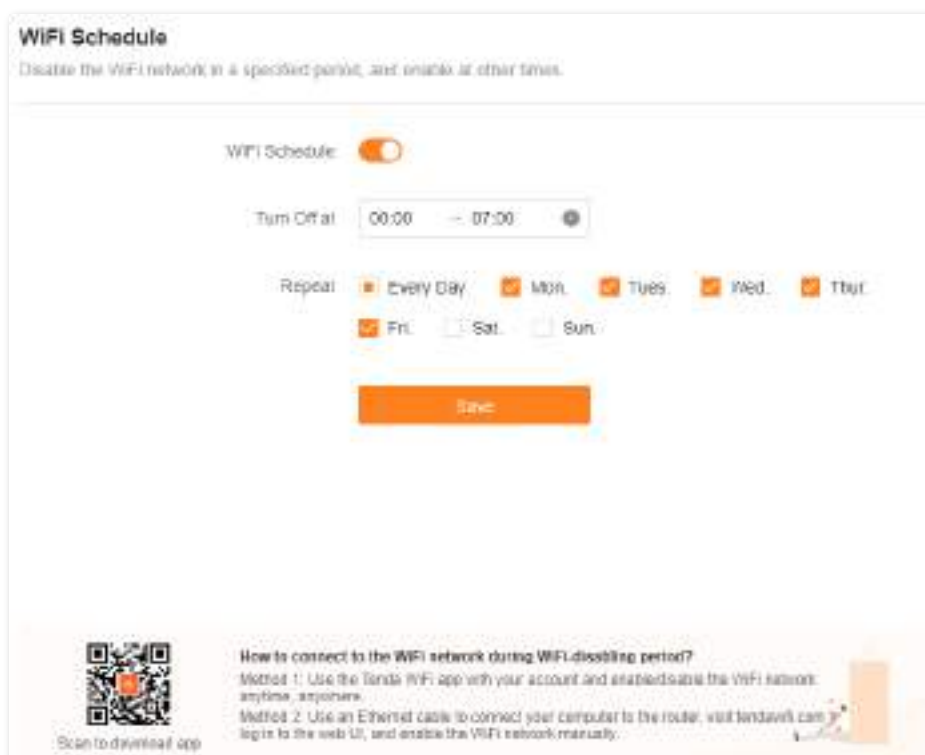 WiFi Schedule
Disable the WiFi network in a specified period, and enable at other times.
WiFi Schedule
Turn Off at 00:00 ~ 07:00
Repeat Every Day Mon. Tues. Wed. Thur.
Fri. Sat. Sun.
Save
How to connect to the WiFi network during WiFi-disabling period?
Method 1: Use the Tenda WiFi app with your account and enable/disable the WiFi network
anytime, anywhere.
Method 2: Use an Ethernet cable to connect your computer to the router, visit tendawifi.com
log in to the web UI, and enable the WiFi network manually.
Scan to download app